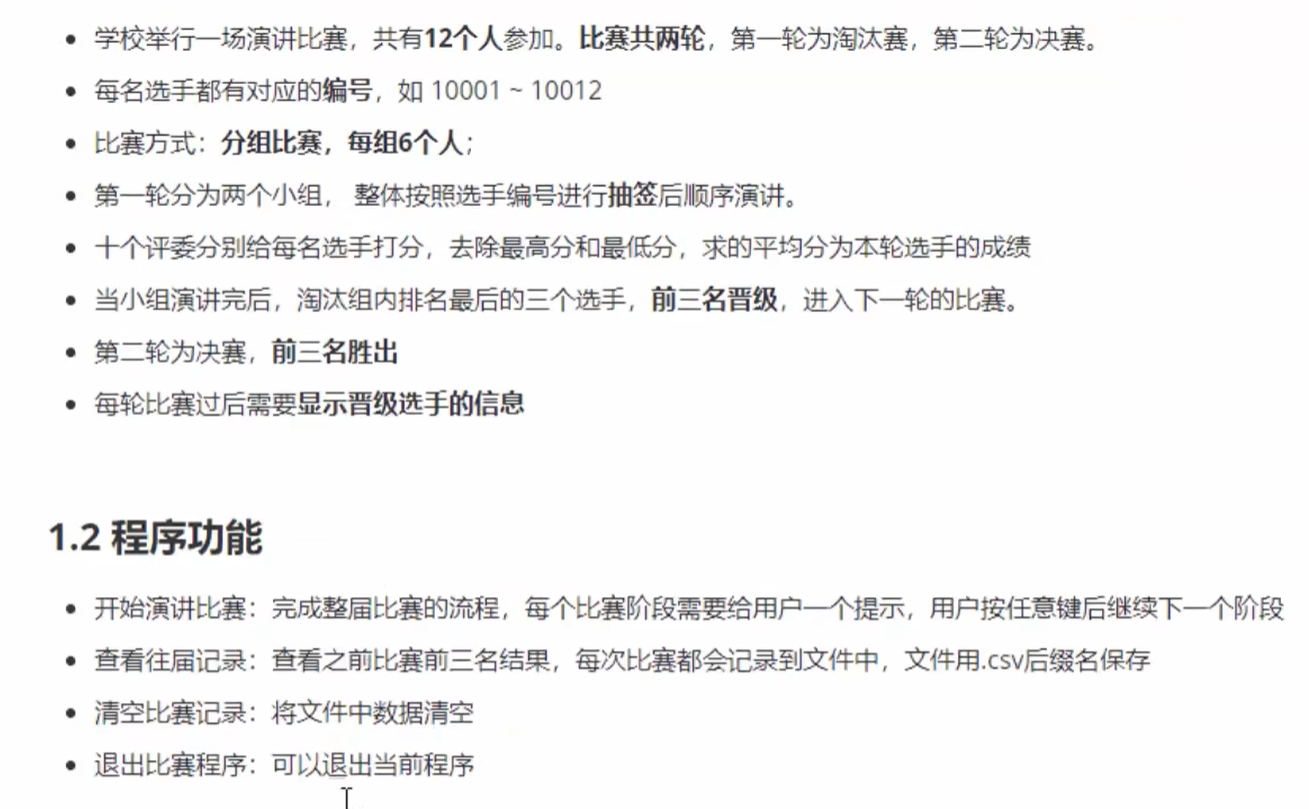 学校举行一场演讲比赛，共有12个人参加。比赛共两轮，第一轮为淘汰赛，第二轮为决赛。
每名选手都有对应的编号，如 10001 ~ 10012
比赛方式：分组比赛，每组6个人；
第一轮分为两个小组， 整体按照选手编号进行抽签后顺序演讲。
十个评委分别给每名选手打分，去除最高分和最低分，求的平均分为本轮选手的成绩
当小组演讲完后，淘汰组内排名最后的三个选手，前三名晋级，进入下一轮的比赛。
第二轮为决赛，前三名胜出
每轮比赛过后需要显示晋级选手的信息
1.2 程序功能
开始演讲比赛：完成整届比赛的流程，每个比赛阶段需要给用户一个提示，用户按任意键后继续下一个阶段
查看往届记录：查看之前比赛前三名结果，每次比赛都会记录到文件中，文件用.csv后缀名保存
清空比赛记录：将文件中数据清空
退出比赛程序：可以退出当前程序